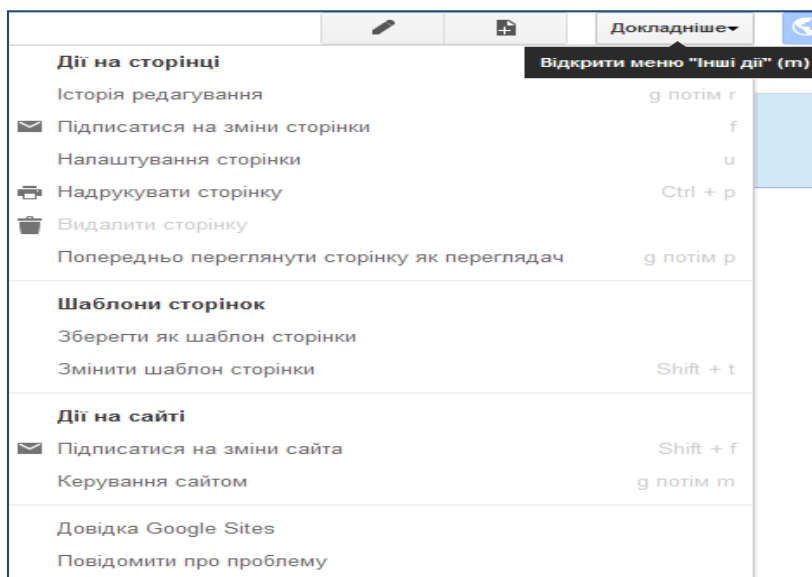 Докладніше
Відкрити меню "Інші дії" (m)
Дії на сторінці
Історія редагування g потім r
Підписатися на зміни сторінки f
Налаштування сторінки u
Надрукувати сторінку Ctrl + p
Видалити сторінку
Попередньо переглянути сторінку як переглядач g потім p
Шаблони сторінок
Зберегти як шаблон сторінки
Змінити шаблон сторінки Shift + t
Дії на сайті
Підписатися на зміни сайта Shift + f
Керування сайтом g потім m
Довідка Google Sites
Повідомити про проблему